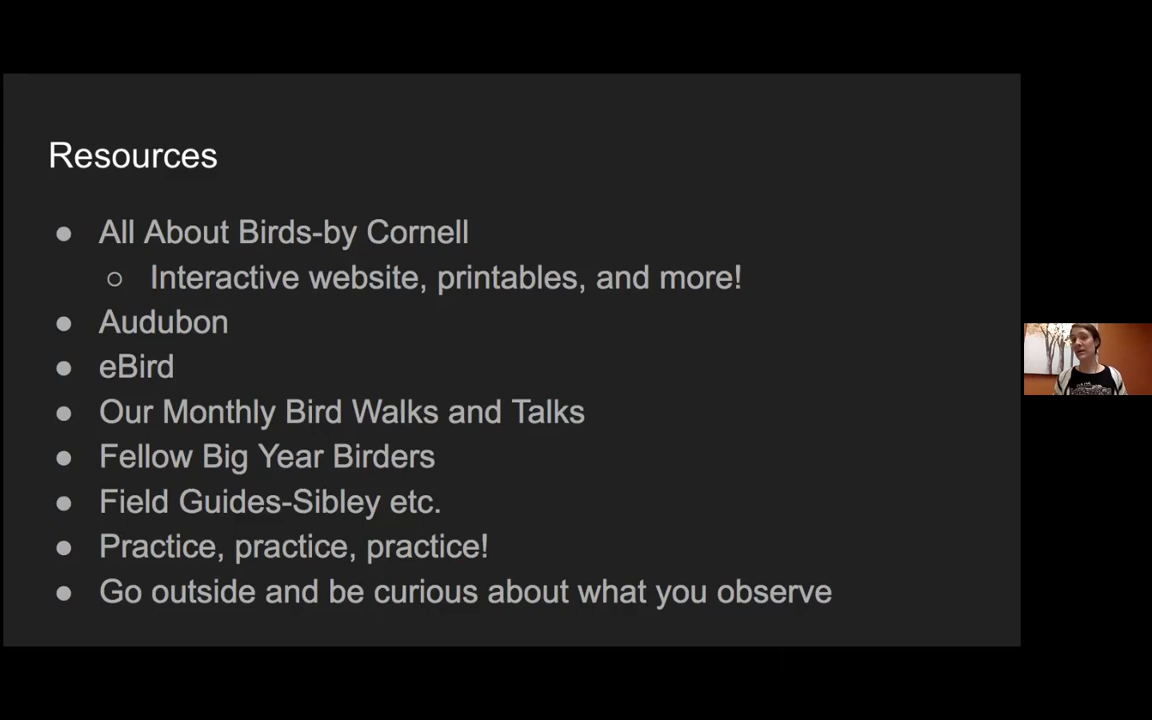 Resources
● All About Birds-by Cornell
○ Interactive website, printables, and more!
● Audubon
● eBird
● Our Monthly Bird Walks and Talks
● Fellow Big Year Birders
● Field Guides-Sibley etc.
● Practice, practice, practice!
● Go outside and be curious about what you observe